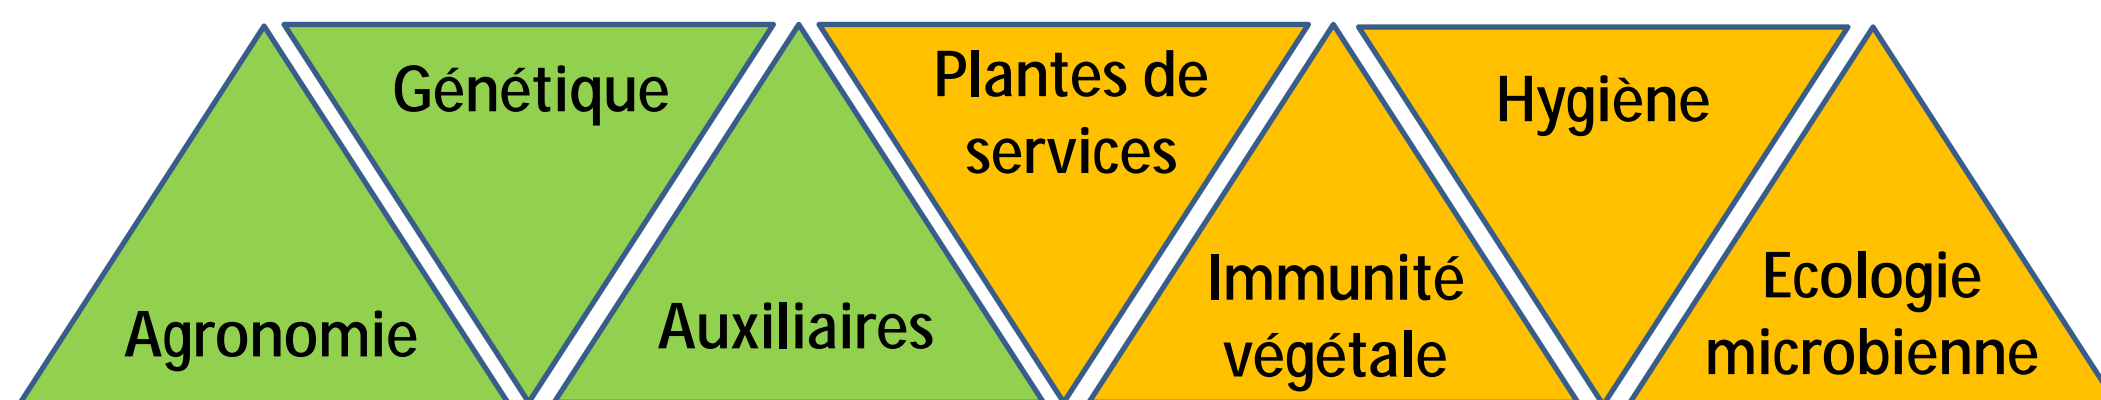 Agronomie
Génétique
Auxiliaires
Plantes de
services
Immunité
végétale
Hygiène
Ecologie
microbienne